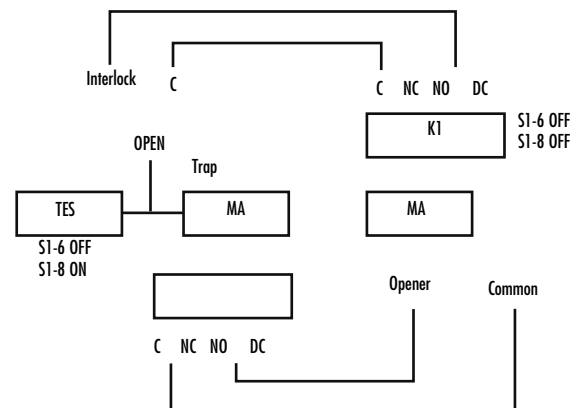 Interlock
C
C NC NO DC
K1
S1-6 OFF
S1-8 OFF
OPEN
Trap
TES
MA
MA
S1-6 OFF
S1-8 ON
Opener
Common
C NC NO DC